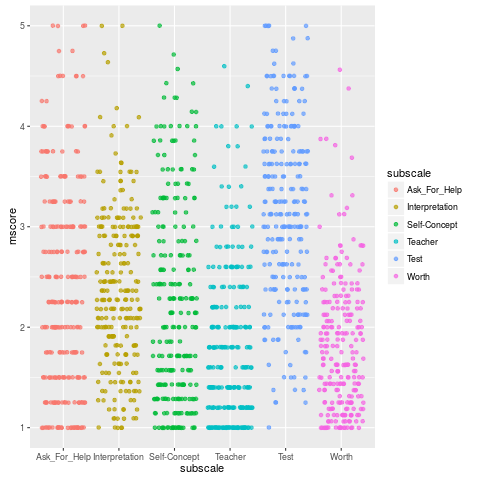 5
4
3
2
1
mscore
Ask_For_Help Interpretation Self-Concept Teacher Test Worth
subscale
subscale
Ask_For_Help
Interpretation
Self-Concept
Teacher
Test
Worth